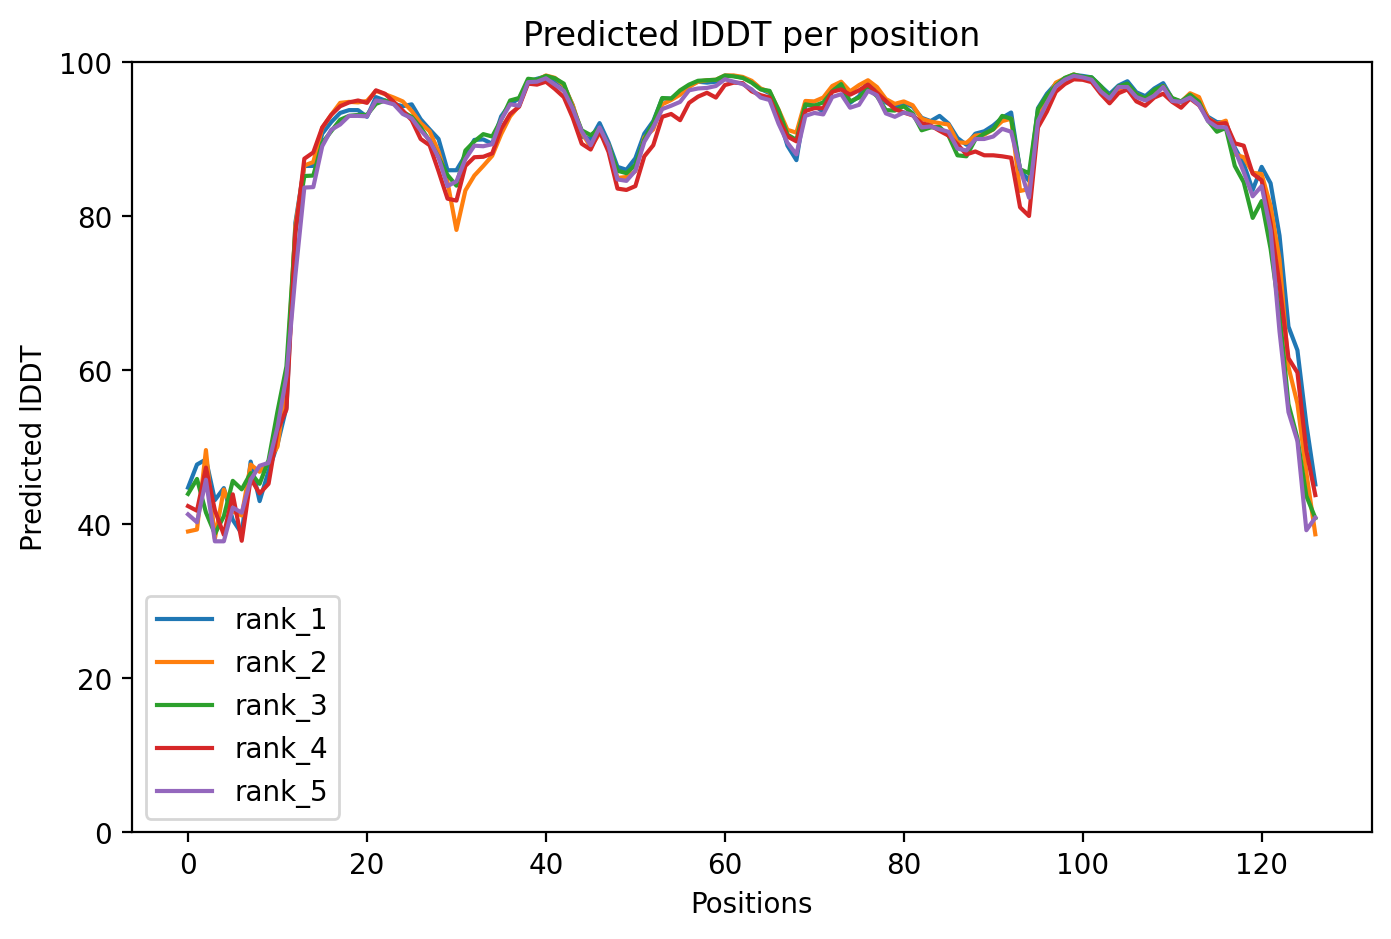 Predicted lDDT per position
100
80
60
40
20
0
Predicted lDDT
rank_1
rank_2
rank_3
rank_4
rank_5
0 20 40 60 80 100 120
Positions